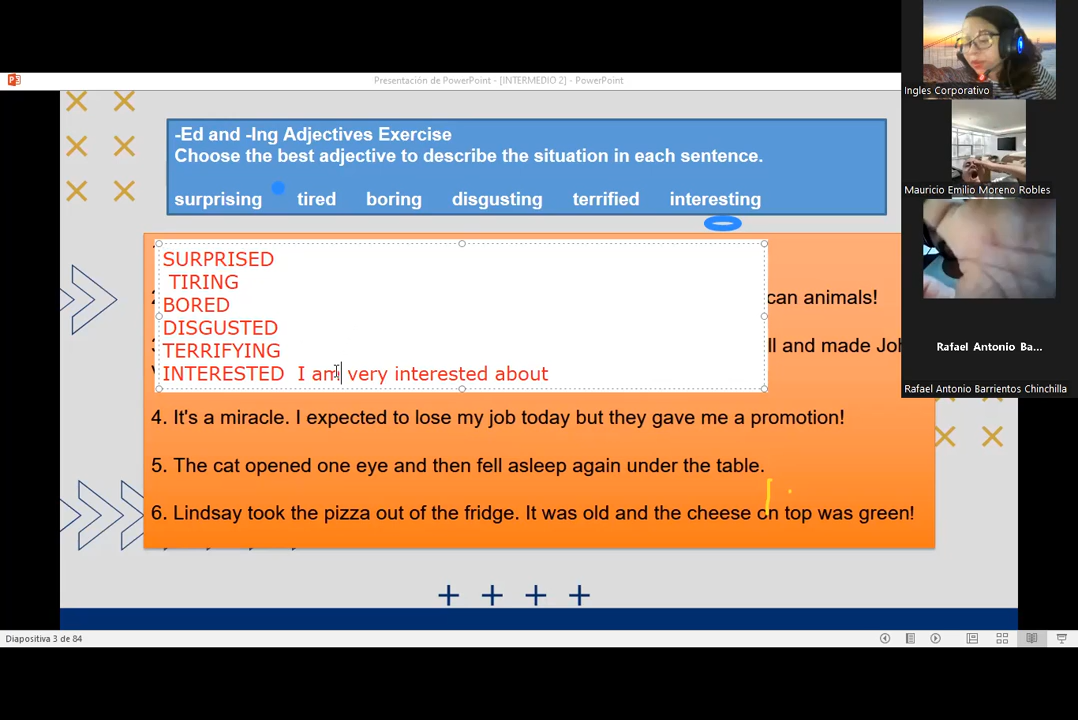 Presentación de PowerPoint - [INTERMEDIO 2] - PowerPoint
-Ed and -Ing Adjectives Exercise
Choose the best adjective to describe the situation in each sentence.
surprising tired boring disgusting terrified interesting
SURPRISED
TIRING
BORED
DISGUSTED
TERRIFYING
INTERESTED I am very interested about
can animals!
ll and made Joh
4. It's a miracle. I expected to lose my job today but they gave me a promotion!
5. The cat opened one eye and then fell asleep again under the table.
6. Lindsay took the pizza out of the fridge. It was old and the cheese on top was green!
Diapositiva 3 de 84
Ingles Corporativo
Mauricio Emilio Moreno Robles
Rafael Antonio Ba...
Rafael Antonio Barrientos Chinchilla